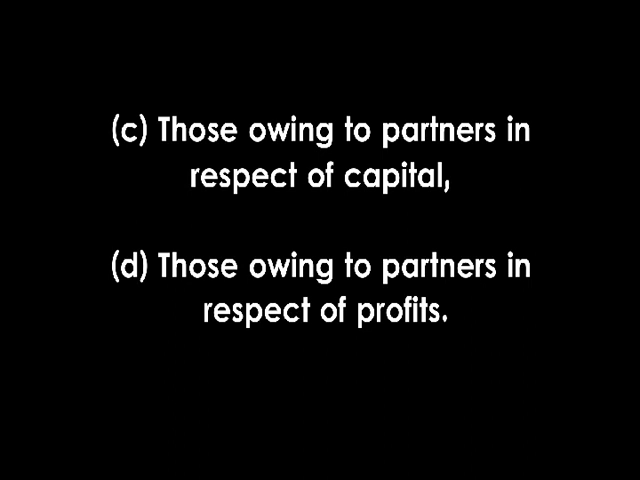 (c) Those owing to partners in
respect of capital,
(d) Those owing to partners in
respect of profits.